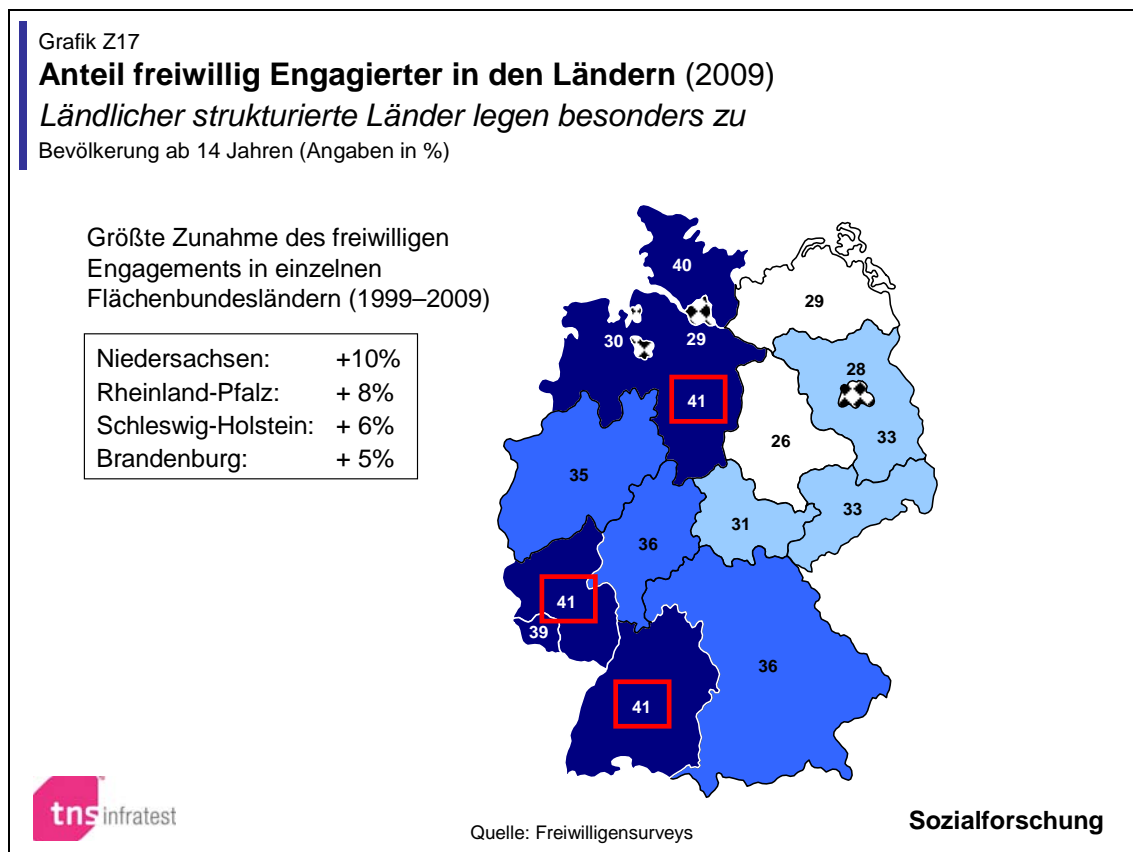 Grafik Z17
Anteil freiwillig Engagierter in den Ländern (2009)
Ländlicher strukturierte Länder legen besonders zu
Bevölkerung ab 14 Jahren (Angaben in %)
Größte Zunahme des freiwilligen
Engagements in einzelnen
Flächenbundesländern (1999–2009)
Niedersachsen: +10%
Rheinland-Pfalz: + 8%
Schleswig-Holstein: + 6%
Brandenburg: + 5%
40
29
30
29
28
41
26
33
35
33
31
36
41
39
36
41
tns infratest
Quelle: Freiwilligensurveys
Sozialforschung